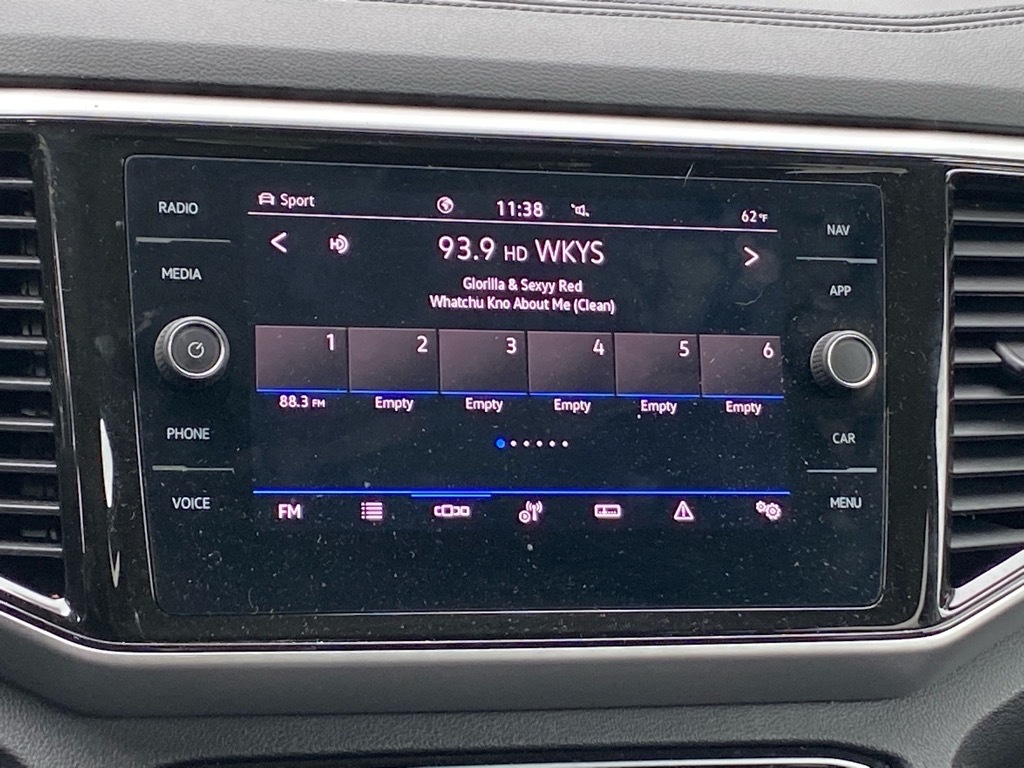 RADIO
MEDIA
PHONE
VOICE
Sport
11:38
62°F
93.9 HD WKYS
Glorilla & Sexyy Red
Whatchu Kno About Me (Clean)
1 2 3 4 5 6
88.3 FM Empty Empty Empty Empty Empty
FM
NAV
APP
CAR
MENU